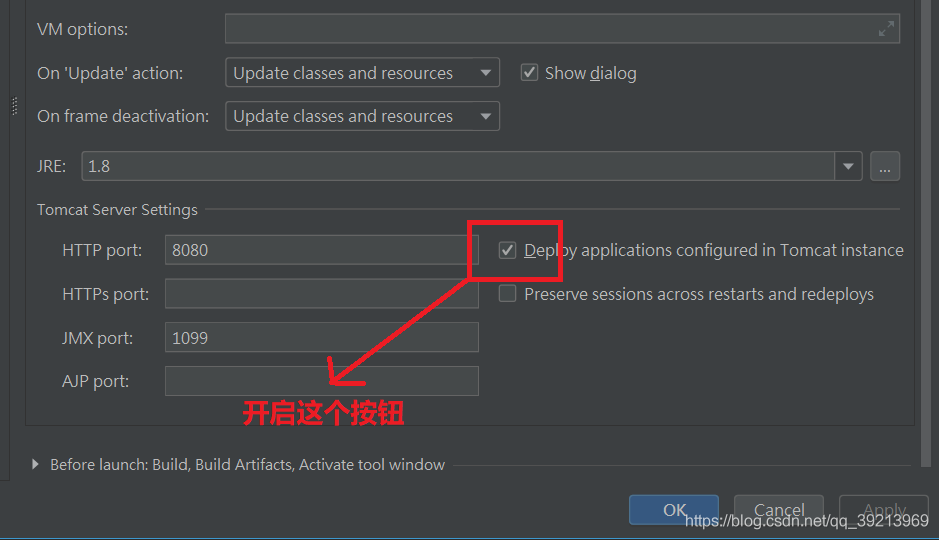 VM options:
On 'Update' action: Update classes and resources Show dialog
On frame deactivation: Update classes and resources
JRE: 1.8 ...
Tomcat Server Settings
HTTP port: 8080 Deploy applications configured in Tomcat instance
HTTPs port: Preserve sessions across restarts and redeploys
JMX port: 1099
AJP port:
开启这个按钮
Before launch: Build, Build Artifacts, Activate tool window
OK Cancel Apply
https://blog.csdn.net/qq_39213969